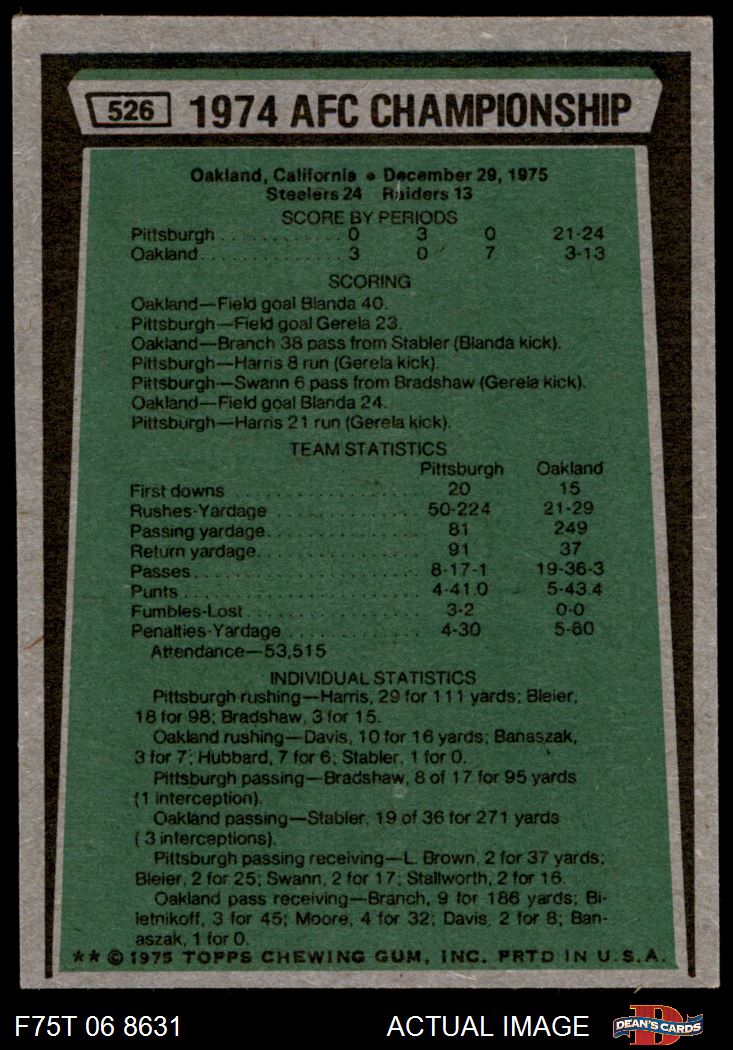 526 1974 AFC CHAMPIONSHIP
Oakland, California • December 29, 1975
Steelers 24 Raiders 13
SCORE BY PERIODS
Pittsburgh . . . . . . . . . . . . 0 3 0 21-24
Oakland. . . . . . . . . . . . . . 3 0 7 3-13
SCORING
Oakland—Field goal Blanda 40.
Pittsburgh—Field goal Gerela 23.
Oakland—Branch 38 pass from Stabler (Blanda kick).
Pittsburgh—Harris 8 run (Gerela kick).
Pittsburgh—Swann 6 pass from Bradshaw (Gerela kick).
Oakland—Field goal Blanda 24.
Pittsburgh—Harris 21 run (Gerela kick).
TEAM STATISTICS
Pittsburgh Oakland
First downs . . . . . . . . . . . . . . . . 20 15
Rushes-Yardage . . . . . . . . . . . . 50-224 21-29
Passing yardage. . . . . . . . . . . . 81 249
Return yardage. . . . . . . . . . . . . 91 37
Passes . . . . . . . . . . . . . . . . . . 8-17-1 19-36-3
Punts . . . . . . . . . . . . . . . . . . . 4-41.0 5-43.4
Fumbles-Lost. . . . . . . . . . . . . . 3-2 0-0
Penalties-Yardage . . . . . . . . . . 4-30 5-60
Attendance—53,515
INDIVIDUAL STATISTICS
Pittsburgh rushing—Harris, 29 for 111 yards; Bleier,
18 for 98; Bradshaw, 3 for 15.
Oakland rushing—Davis, 10 for 16 yards; Banaszak,
3 for 7; Hubbard, 7 for 6; Stabler, 1 for 0.
Pittsburgh passing—Bradshaw, 8 of 17 for 95 yards
(1 interception).
Oakland passing—Stabler, 19 of 36 for 271 yards
(3 interceptions).
Pittsburgh passing receiving—L. Brown, 2 for 37 yards;
Bleier, 2 for 25; Swann, 2 for 17; Stallworth, 2 for 16.
Oakland pass receiving—Branch, 9 for 186 yards; Bi-
letnikoff, 3 for 45; Moore, 4 for 32; Davis, 2 for 8; Ban-
aszak, 1 for 0.
** © 1975 TOPPS CHEWING GUM, INC. PRTD IN U.S.A.
F75T 06 8631 ACTUAL IMAGE D DEAN'S CARDS